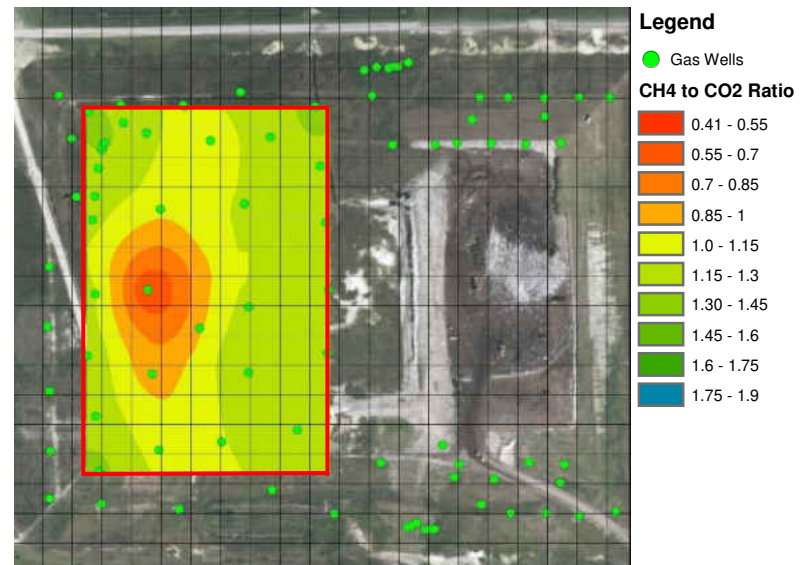 Legend
Gas Wells
CH4 to CO2 Ratio
0.41 - 0.55
0.55 - 0.7
0.7 - 0.85
0.85 - 1
1.0 - 1.15
1.15 - 1.3
1.30 - 1.45
1.45 - 1.6
1.6 - 1.75
1.75 - 1.9